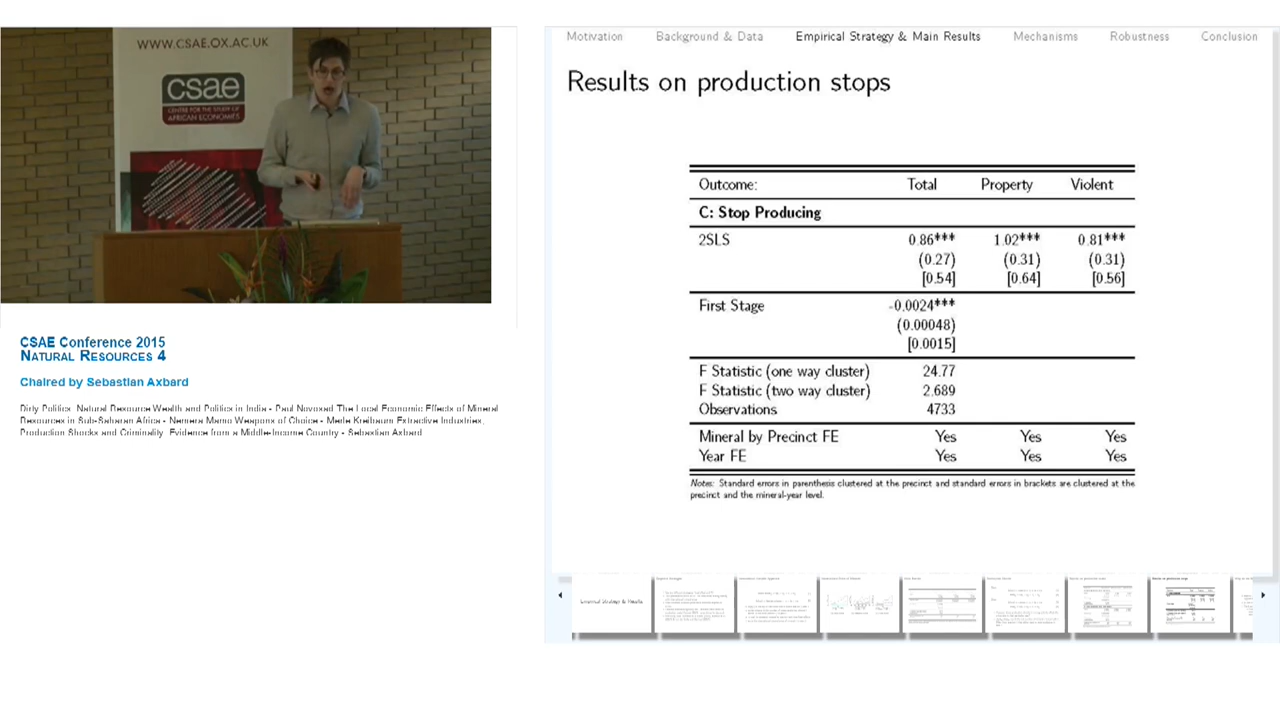 WWW.CSAE.OX.AC.UK
csae
CENTRE FOR THE STUDY OF
AFRICAN ECONOMIES
CSAE Conference 2015
NATURAL RESOURCES 4
Chaired by Sebastian Axbard
Dirty Politics: Natural Resource Wealth and Politics in India - Paul Novosad The Local Economic Effects of Mineral
Resources in Sub-Saharan Africa - Nemera Mamo Weapons of Choice - Merle Kreibaum Extractive Industries,
Production Shocks and Criminality: Evidence from a Middle-Income Country - Sebastian Axbard
Motivation Background & Data Empirical Strategy & Main Results Mechanisms Robustness Conclusion
Results on production stops
Outcome: Total Property Violent
C: Stop Producing
2SLS 0.86*** 1.02*** 0.81***
(0.27) (0.31) (0.31)
[0.54] [0.64] [0.56]
First Stage -0.0024***
(0.00048)
[0.0015]
F Statistic (one way cluster) 24.77
F Statistic (two way cluster) 2.689
Observations 4733
Mineral by Precinct FE Yes Yes Yes
Year FE Yes Yes Yes
Notes: Standard errors in parenthesis clustered at the precinct and standard errors in brackets are clustered at the
precinct and the mineral-year level.
Empirical Strategy & Results